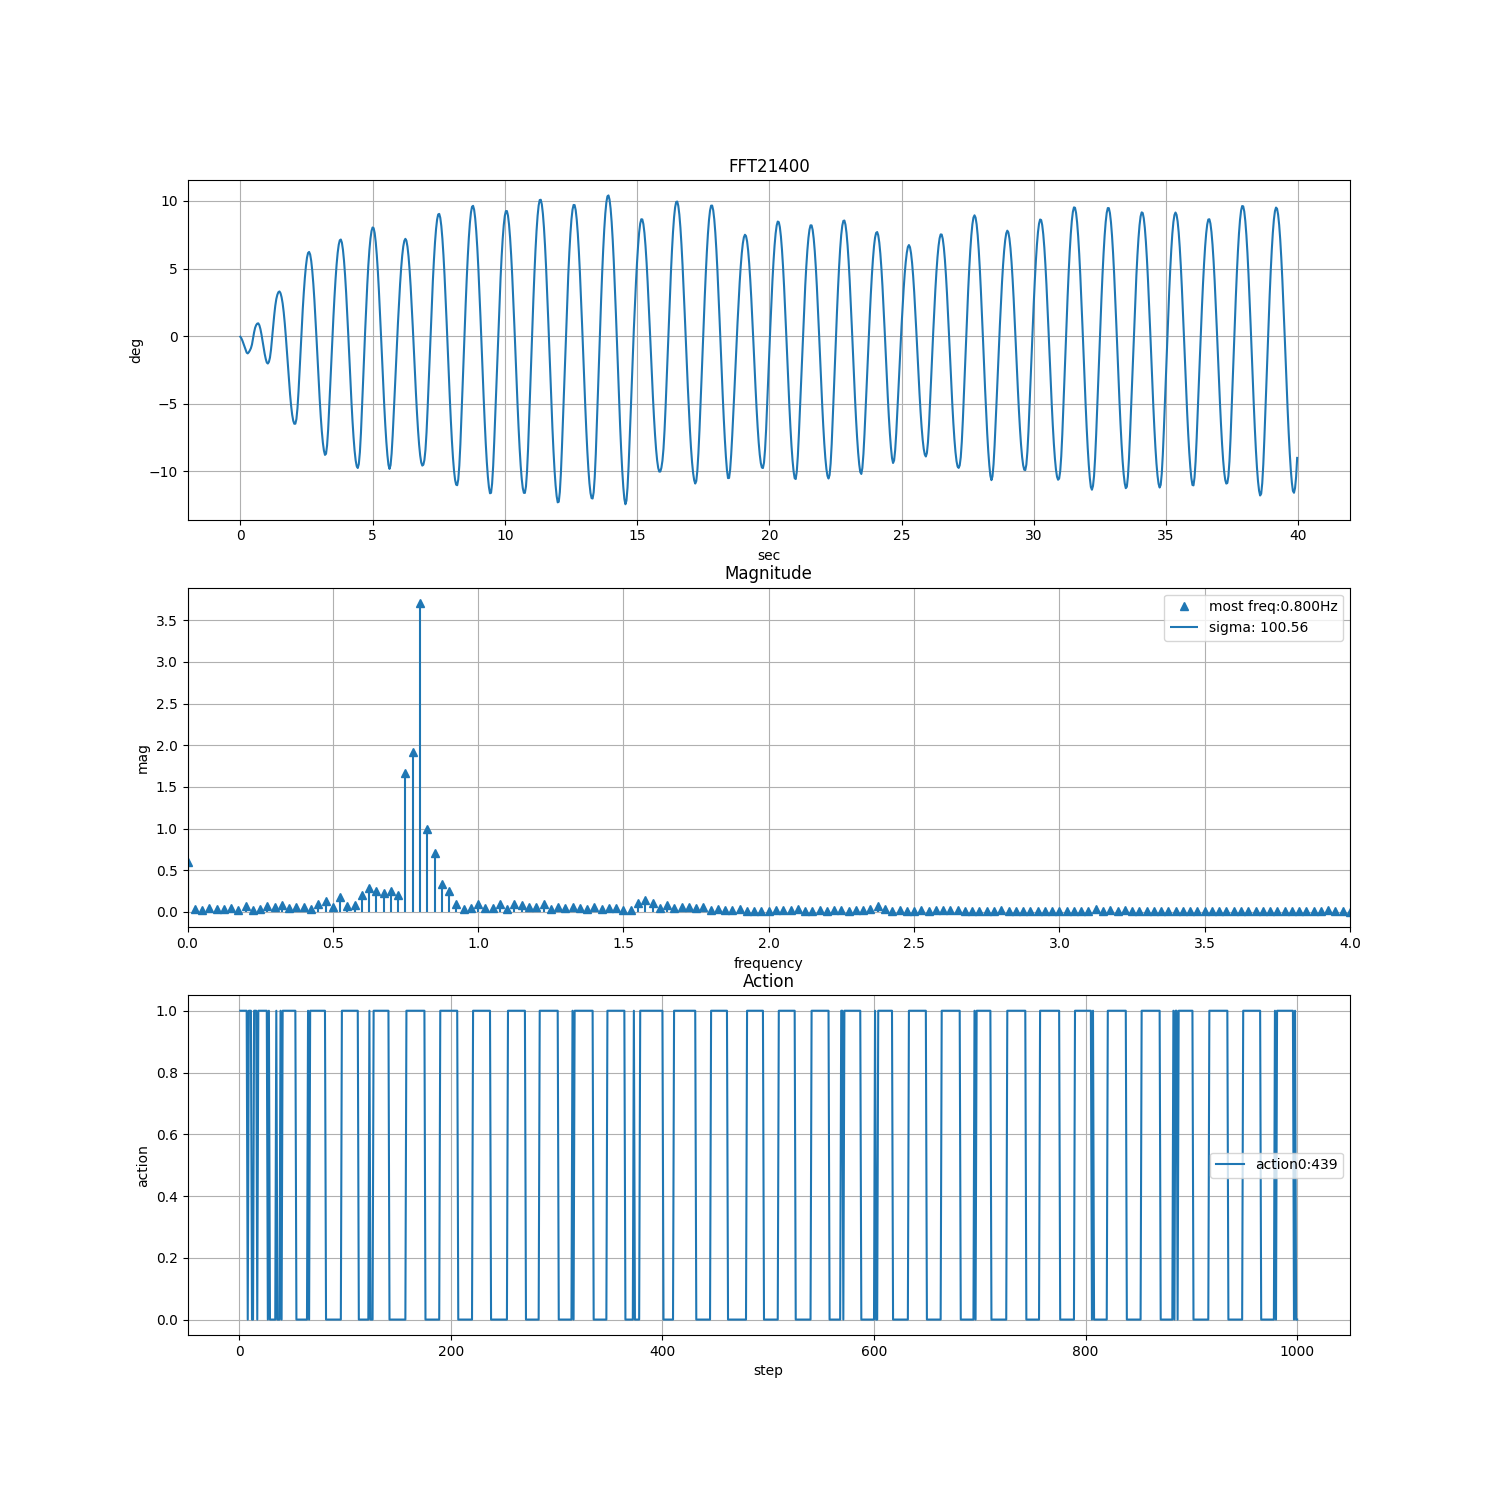 FFT21400
10
5
0
−5
−10
deg
0 5 10 15 20 25 30 35 40
sec
Magnitude
most freq:0.800Hz
sigma: 100.56
3.5
3.0
2.5
2.0
1.5
1.0
0.5
0.0
mag
0.0 0.5 1.0 1.5 2.0 2.5 3.0 3.5 4.0
frequency
Action
1.0
0.8
0.6
0.4
0.2
0.0
action
action0:439
0 200 400 600 800 1000
step